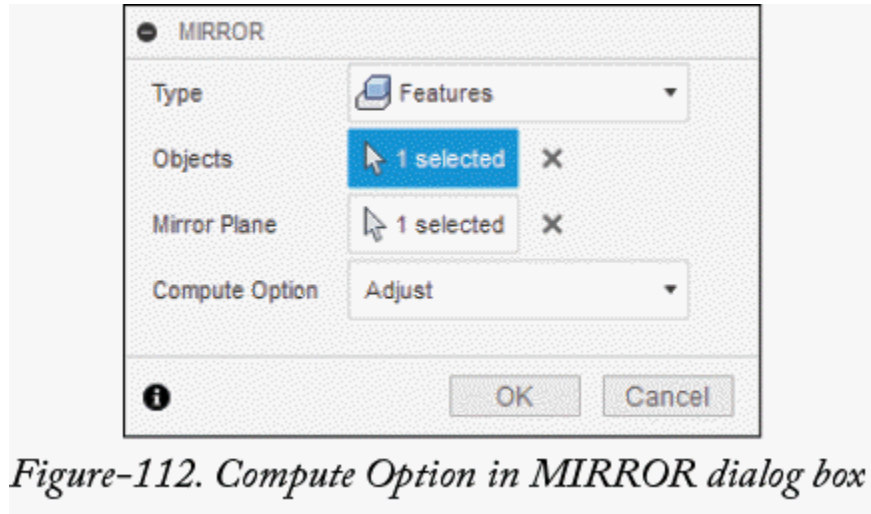 MIRROR
Type Features
Objects 1 selected
Mirror Plane 1 selected
Compute Option Adjust
OK Cancel
Figure-112. Compute Option in MIRROR dialog box